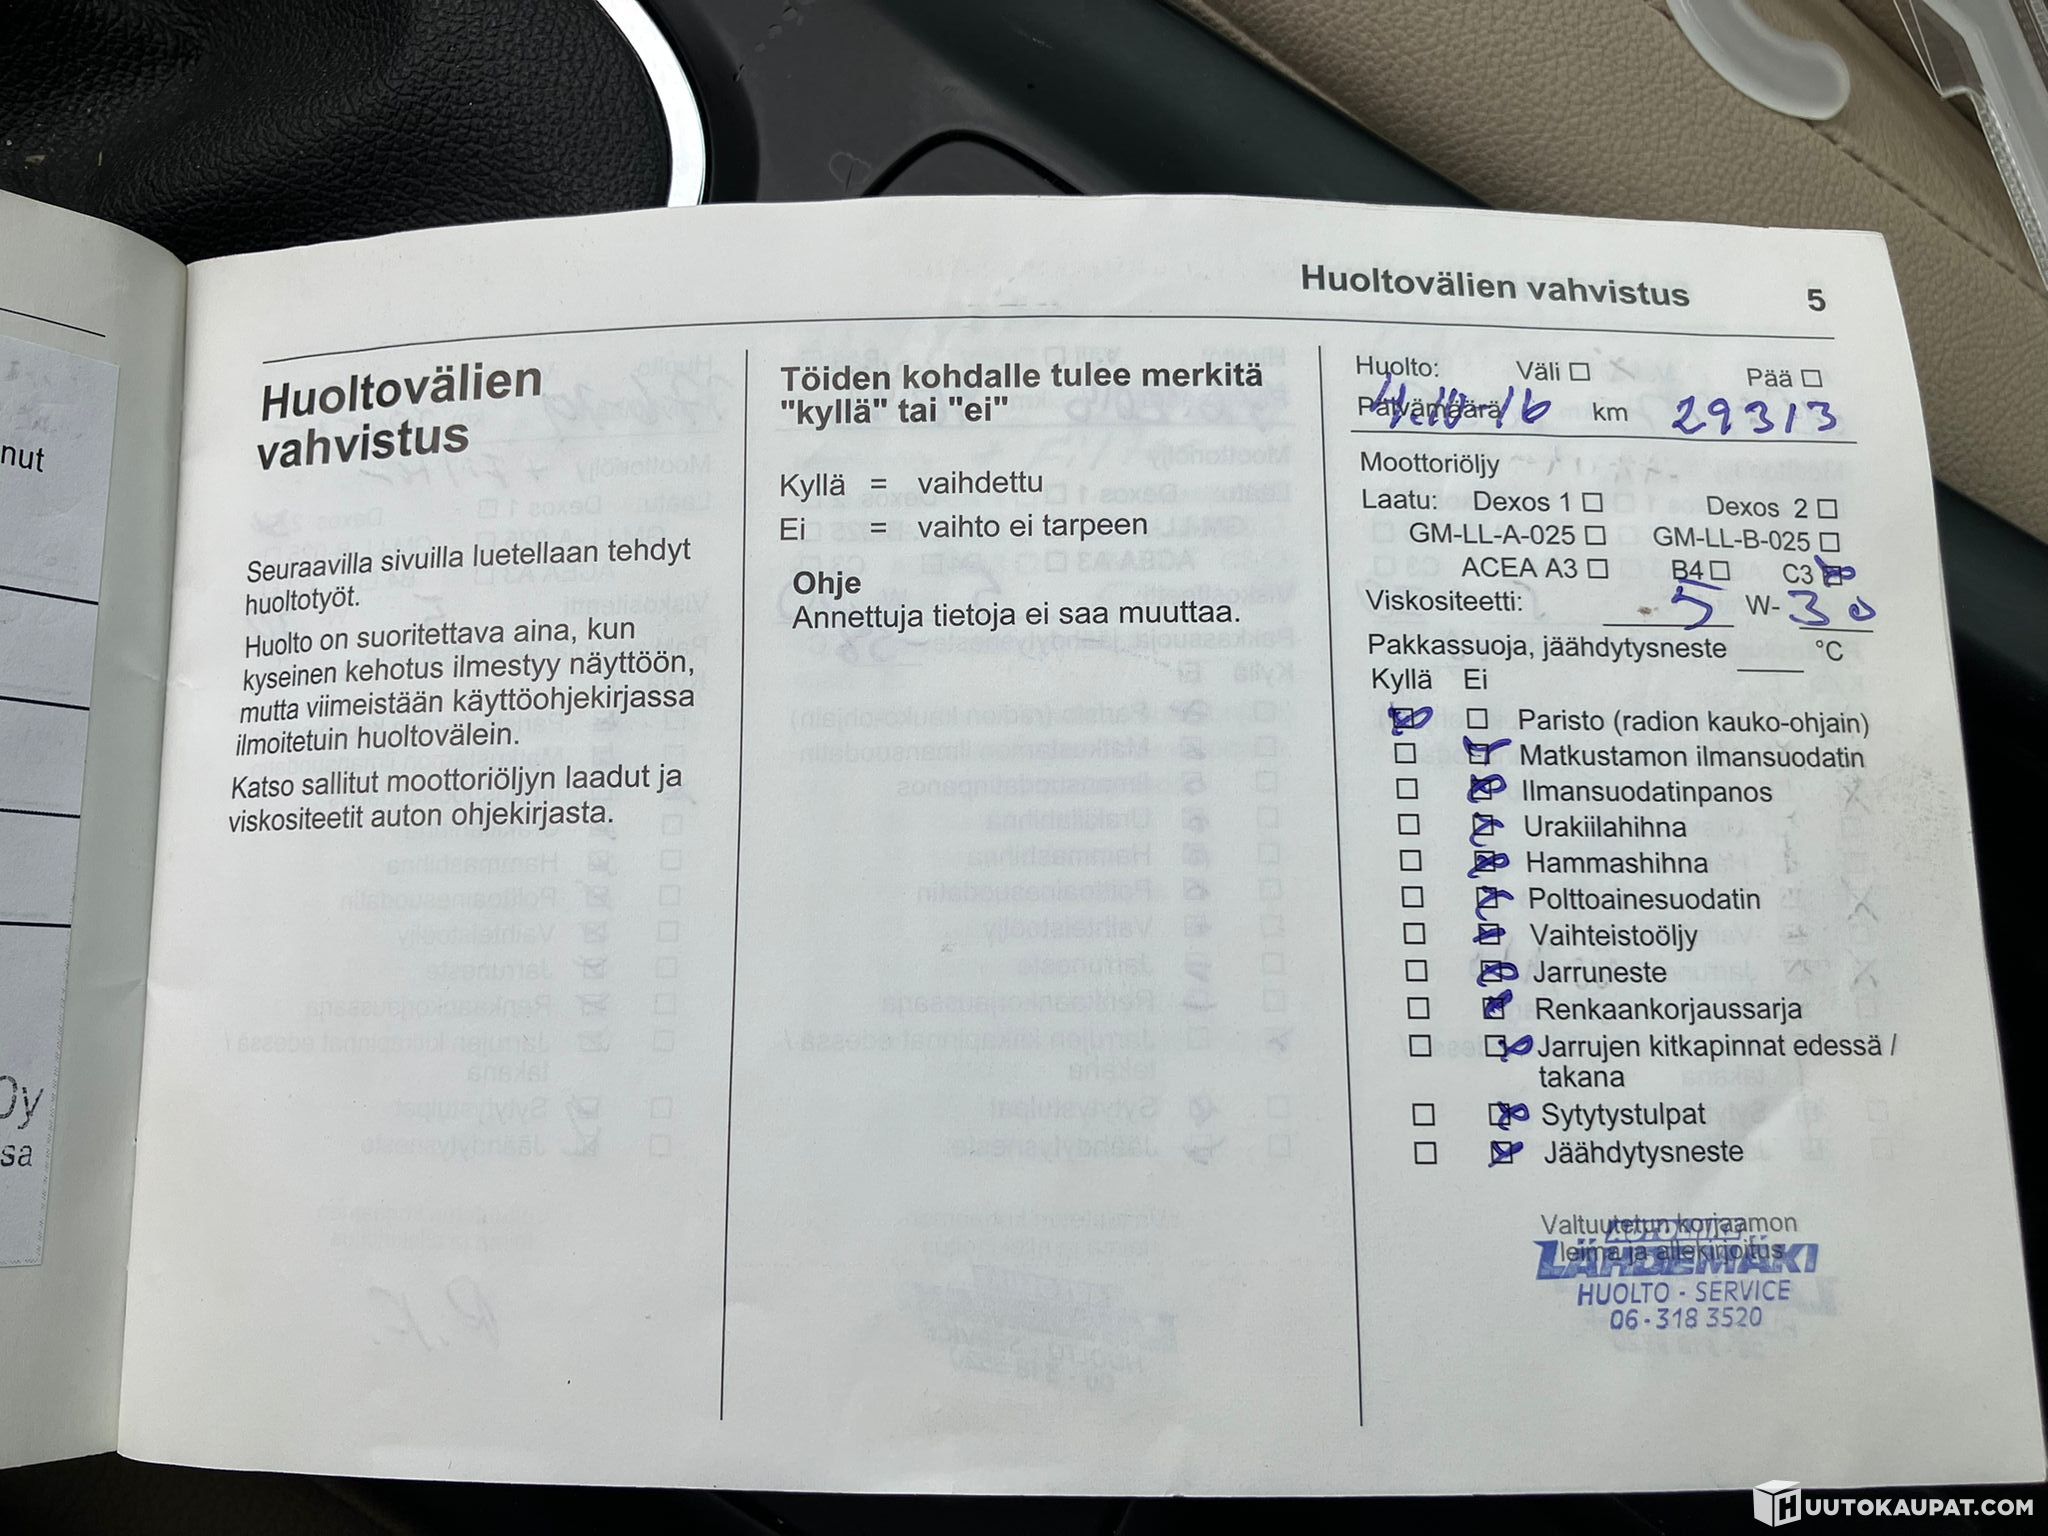 nut
Oy
sa
Huoltovälien vahvistus 5
Huoltovälien
vahvistus
Seuraavilla sivuilla luetellaan tehdyt
huoltotyöt.
Huolto on suoritettava aina, kun
kyseinen kehotus ilmestyy näyttöön,
mutta viimeistään käyttöohjekirjassa
ilmoitetuin huoltovälein.
Katso sallitut moottoriöljyn laadut ja
viskositeetit auton ohjekirjasta.
Töiden kohdalle tulee merkitä
"kyllä" tai "ei"
Kyllä = vaihdettu
Ei = vaihto ei tarpeen
Ohje
Annettuja tietoja ei saa muuttaa.
Huolto: Väli ☐ Pää ☐
Päivämäärä 4.10-16 km 29313
Moottoriöljy
Laatu: Dexos 1 ☐ Dexos 2 ☐
GM-LL-A-025 ☐ GM-LL-B-025 ☐
ACEA A3 ☐ B4 ☐ C3 ☒
Viskositeetti: 5 W- 30
Pakkassuoja, jäähdytysneste ____ °C
Kyllä Ei
☒ ☐ Paristo (radion kauko-ohjain)
☐ ☒ Matkustamon ilmansuodatin
☐ ☒ Ilmansuodatinpanos
☐ ☒ Urakiilahihna
☐ ☒ Hammashihna
☐ ☒ Polttoainesuodatin
☐ ☒ Vaihteistoöljy
☐ ☒ Jarruneste
☐ ☒ Renkaankorjaussarja
☐ ☒ Jarrujen kitkapinnat edessä /
takana
☐ ☒ Sytytystulpat
☐ ☒ Jäähdytysneste
Valtuutetun korjaamon
leima ja allekirjoitus
LÄHDEMÄKI
HUOLTO - SERVICE
06 - 318 3520
HUUTOKAUPAT.COM